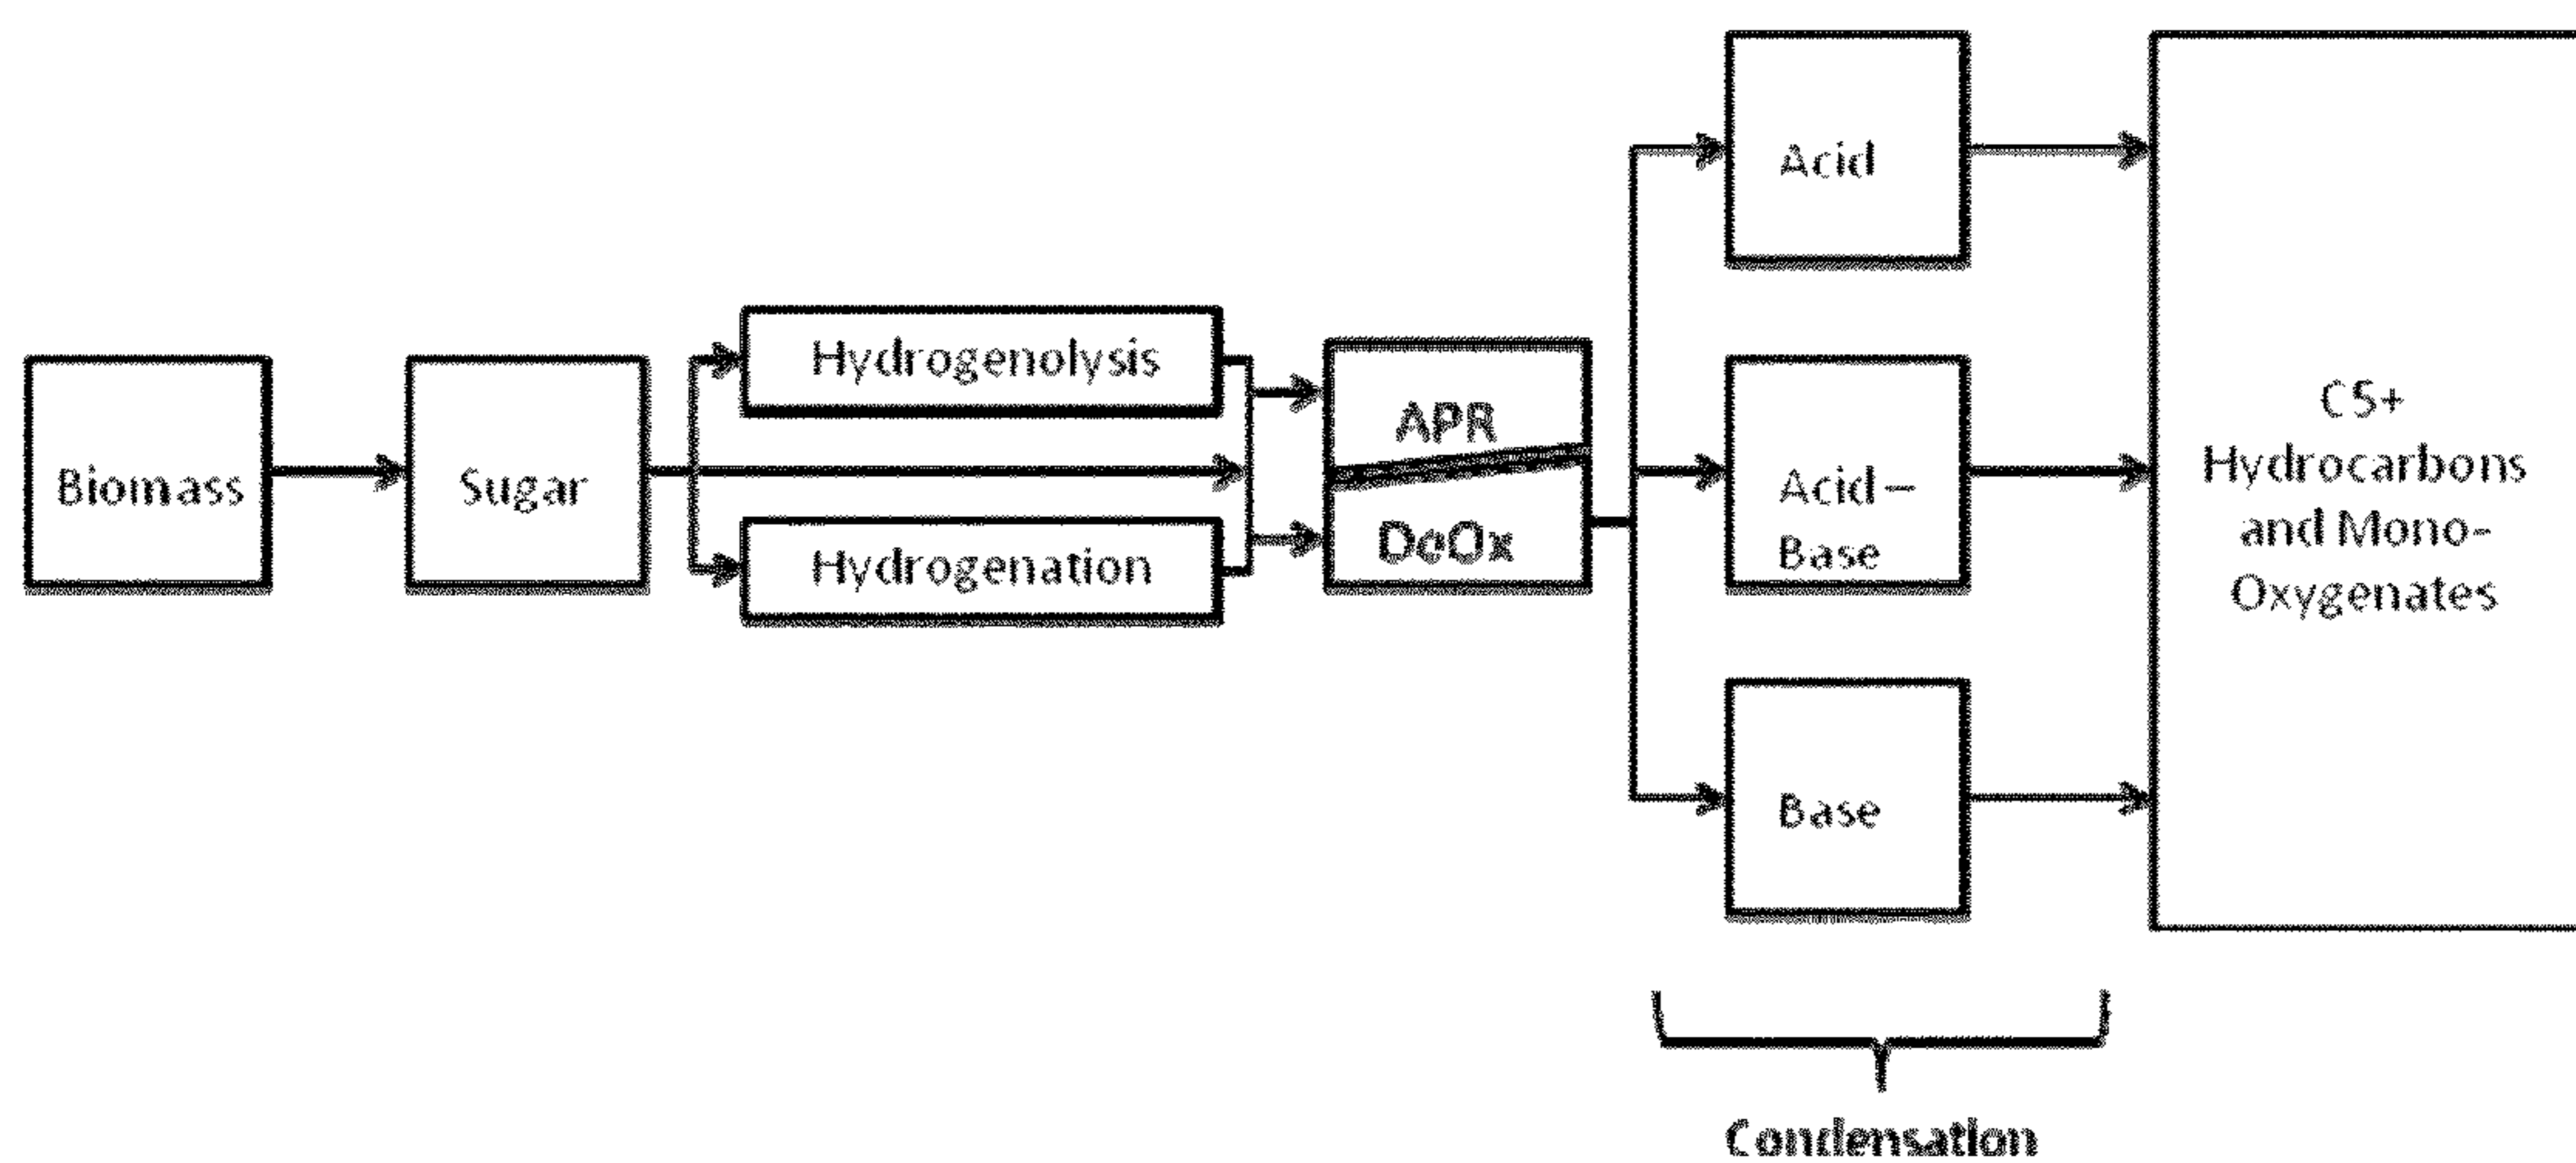 Biomass
Sugar
Hydrogenolysis
Hydrogenation
APR
DeOx
Acid
Acid –
Base
Base
C5+
Hydrocarbons
and Mono-
Oxygenates
Condensation